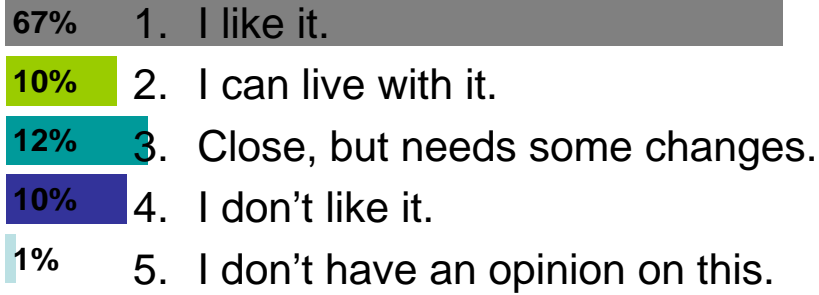 67% 1. I like it.
10% 2. I can live with it.
12% 3. Close, but needs some changes.
10% 4. I don’t like it.
1% 5. I don’t have an opinion on this.